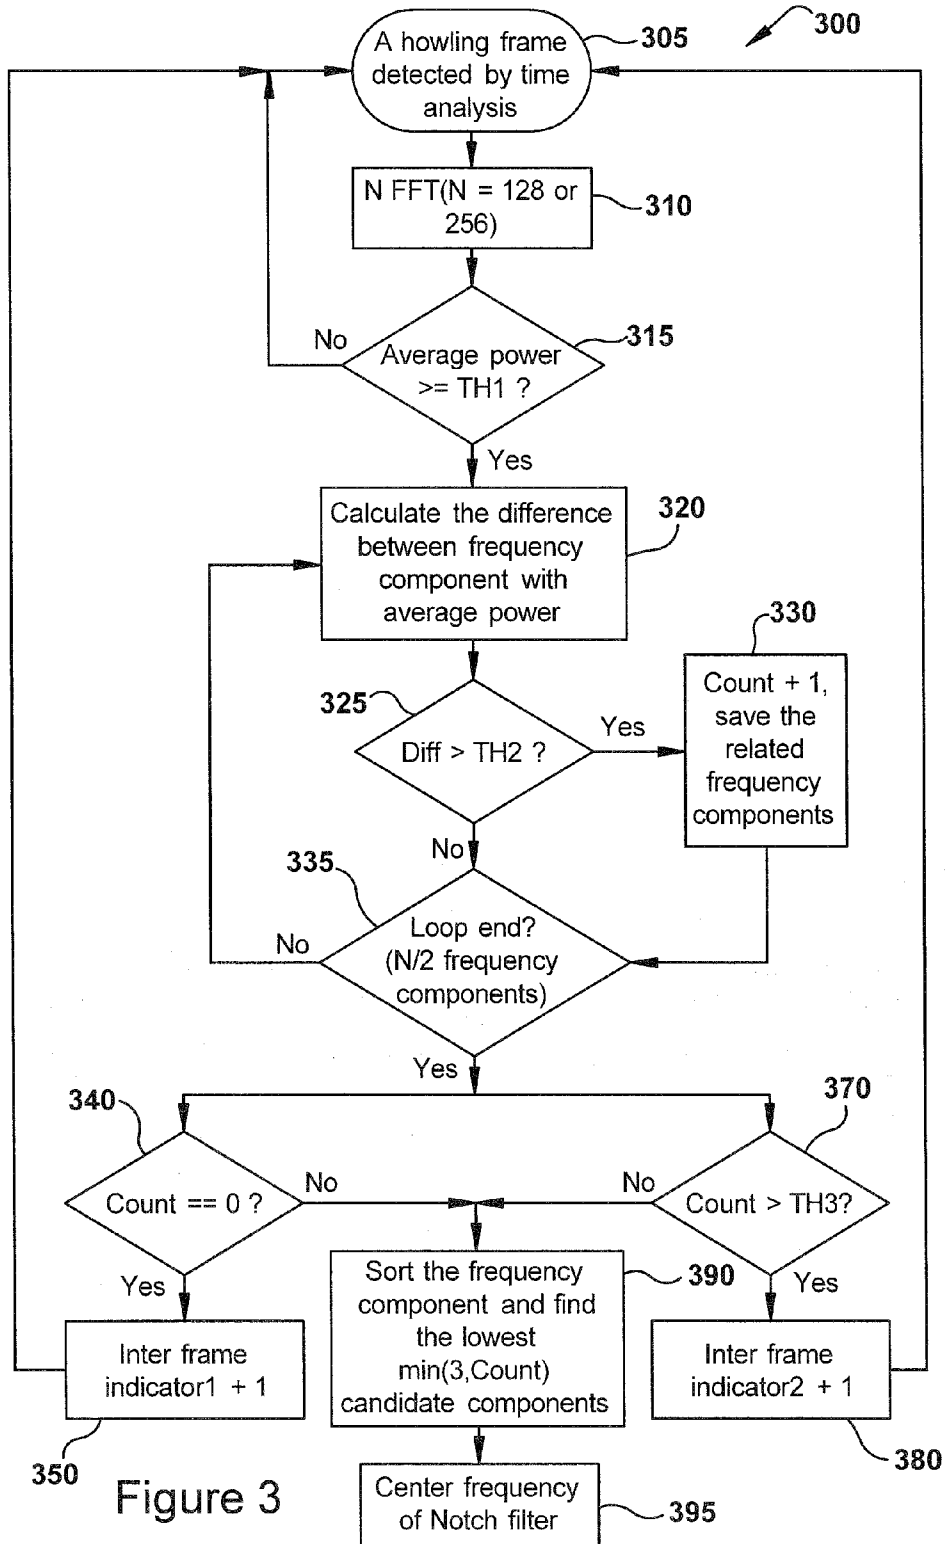 300
A howling frame
detected by time
analysis
305
N FFT(N = 128 or
256)
310
Average power
>= TH1 ?
315
No
Yes
Calculate the difference
between frequency
component with
average power
320
330
Count + 1,
save the
related
frequency
components
325
Diff > TH2 ?
Yes
No
335
Loop end?
(N/2 frequency
components)
No
Yes
340
370
Count == 0 ?
No
No
Count > TH3?
Yes
Yes
Sort the frequency
component and find
the lowest
min(3,Count)
candidate components
390
Inter frame
indicator1 + 1
350
Inter frame
indicator2 + 1
380
Center frequency
of Notch filter
395
Figure 3